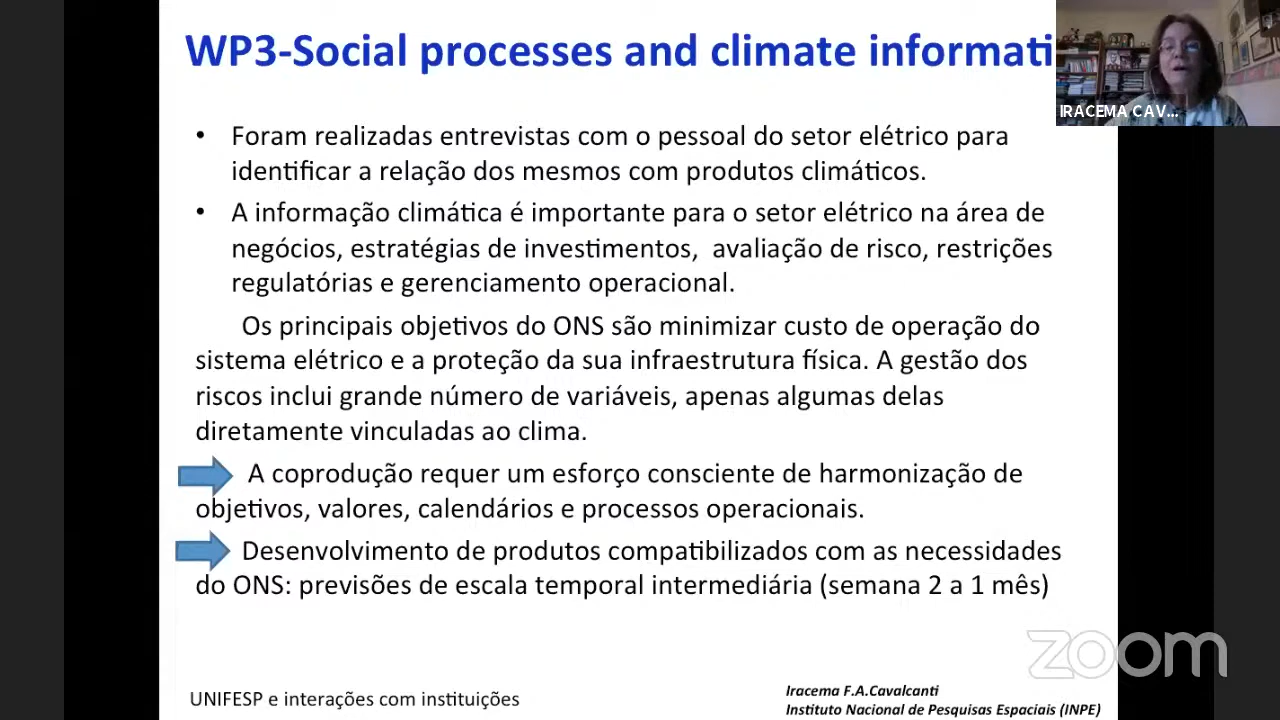 WP3-Social processes and climate informati
IRACEMA CAV...
• Foram realizadas entrevistas com o pessoal do setor elétrico para
identificar a relação dos mesmos com produtos climáticos.
• A informação climática é importante para o setor elétrico na área de
negócios, estratégias de investimentos, avaliação de risco, restrições
regulatórias e gerenciamento operacional.
Os principais objetivos do ONS são minimizar custo de operação do
sistema elétrico e a proteção da sua infraestrutura física. A gestão dos
riscos inclui grande número de variáveis, apenas algumas delas
diretamente vinculadas ao clima.
A coprodução requer um esforço consciente de harmonização de
objetivos, valores, calendários e processos operacionais.
Desenvolvimento de produtos compatibilizados com as necessidades
do ONS: previsões de escala temporal intermediária (semana 2 a 1 mês)
zoom
UNIFESP e interações com instituições
Iracema F.A.Cavalcanti
Instituto Nacional de Pesquisas Espaciais (INPE)